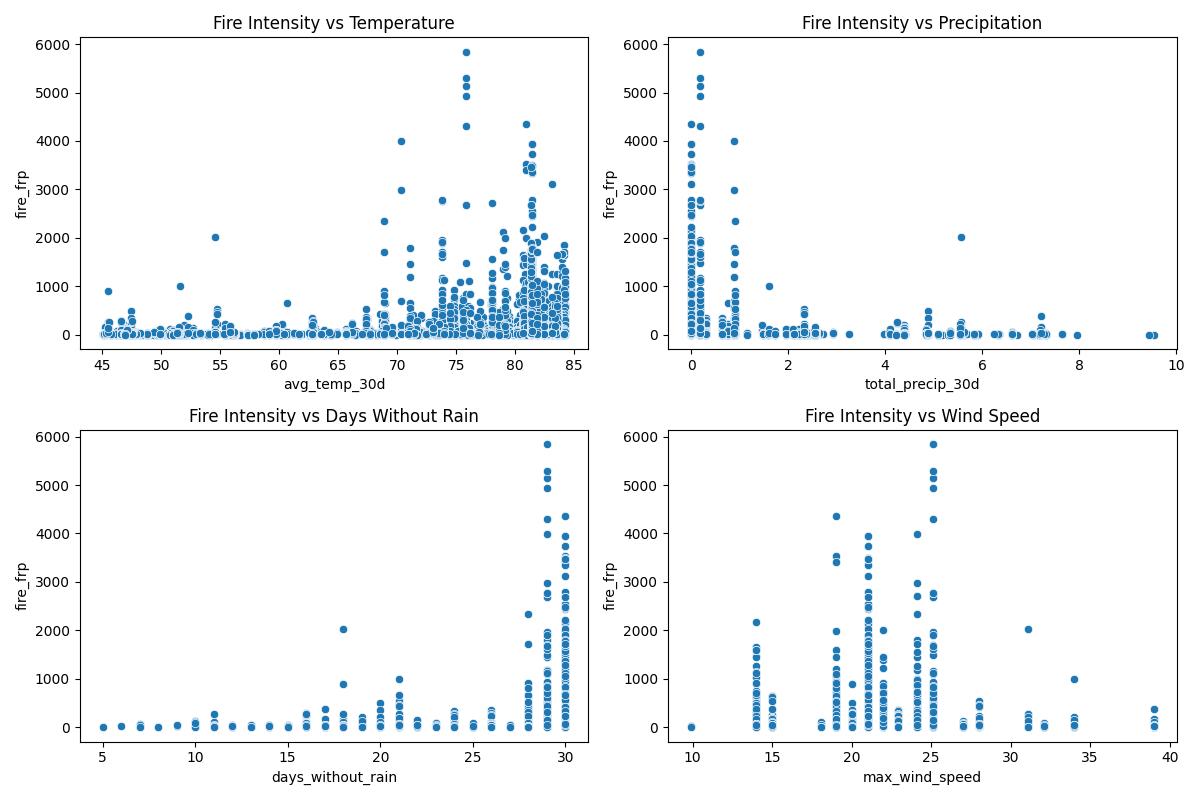 Fire Intensity vs Temperature
6000
5000
4000
3000
2000
1000
0
fire_frp
45 50 55 60 65 70 75 80 85
avg_temp_30d
Fire Intensity vs Precipitation
6000
5000
4000
3000
2000
1000
0
fire_frp
0 2 4 6 8 10
total_precip_30d
Fire Intensity vs Days Without Rain
6000
5000
4000
3000
2000
1000
0
fire_frp
5 10 15 20 25 30
days_without_rain
Fire Intensity vs Wind Speed
6000
5000
4000
3000
2000
1000
0
fire_frp
10 15 20 25 30 35 40
max_wind_speed